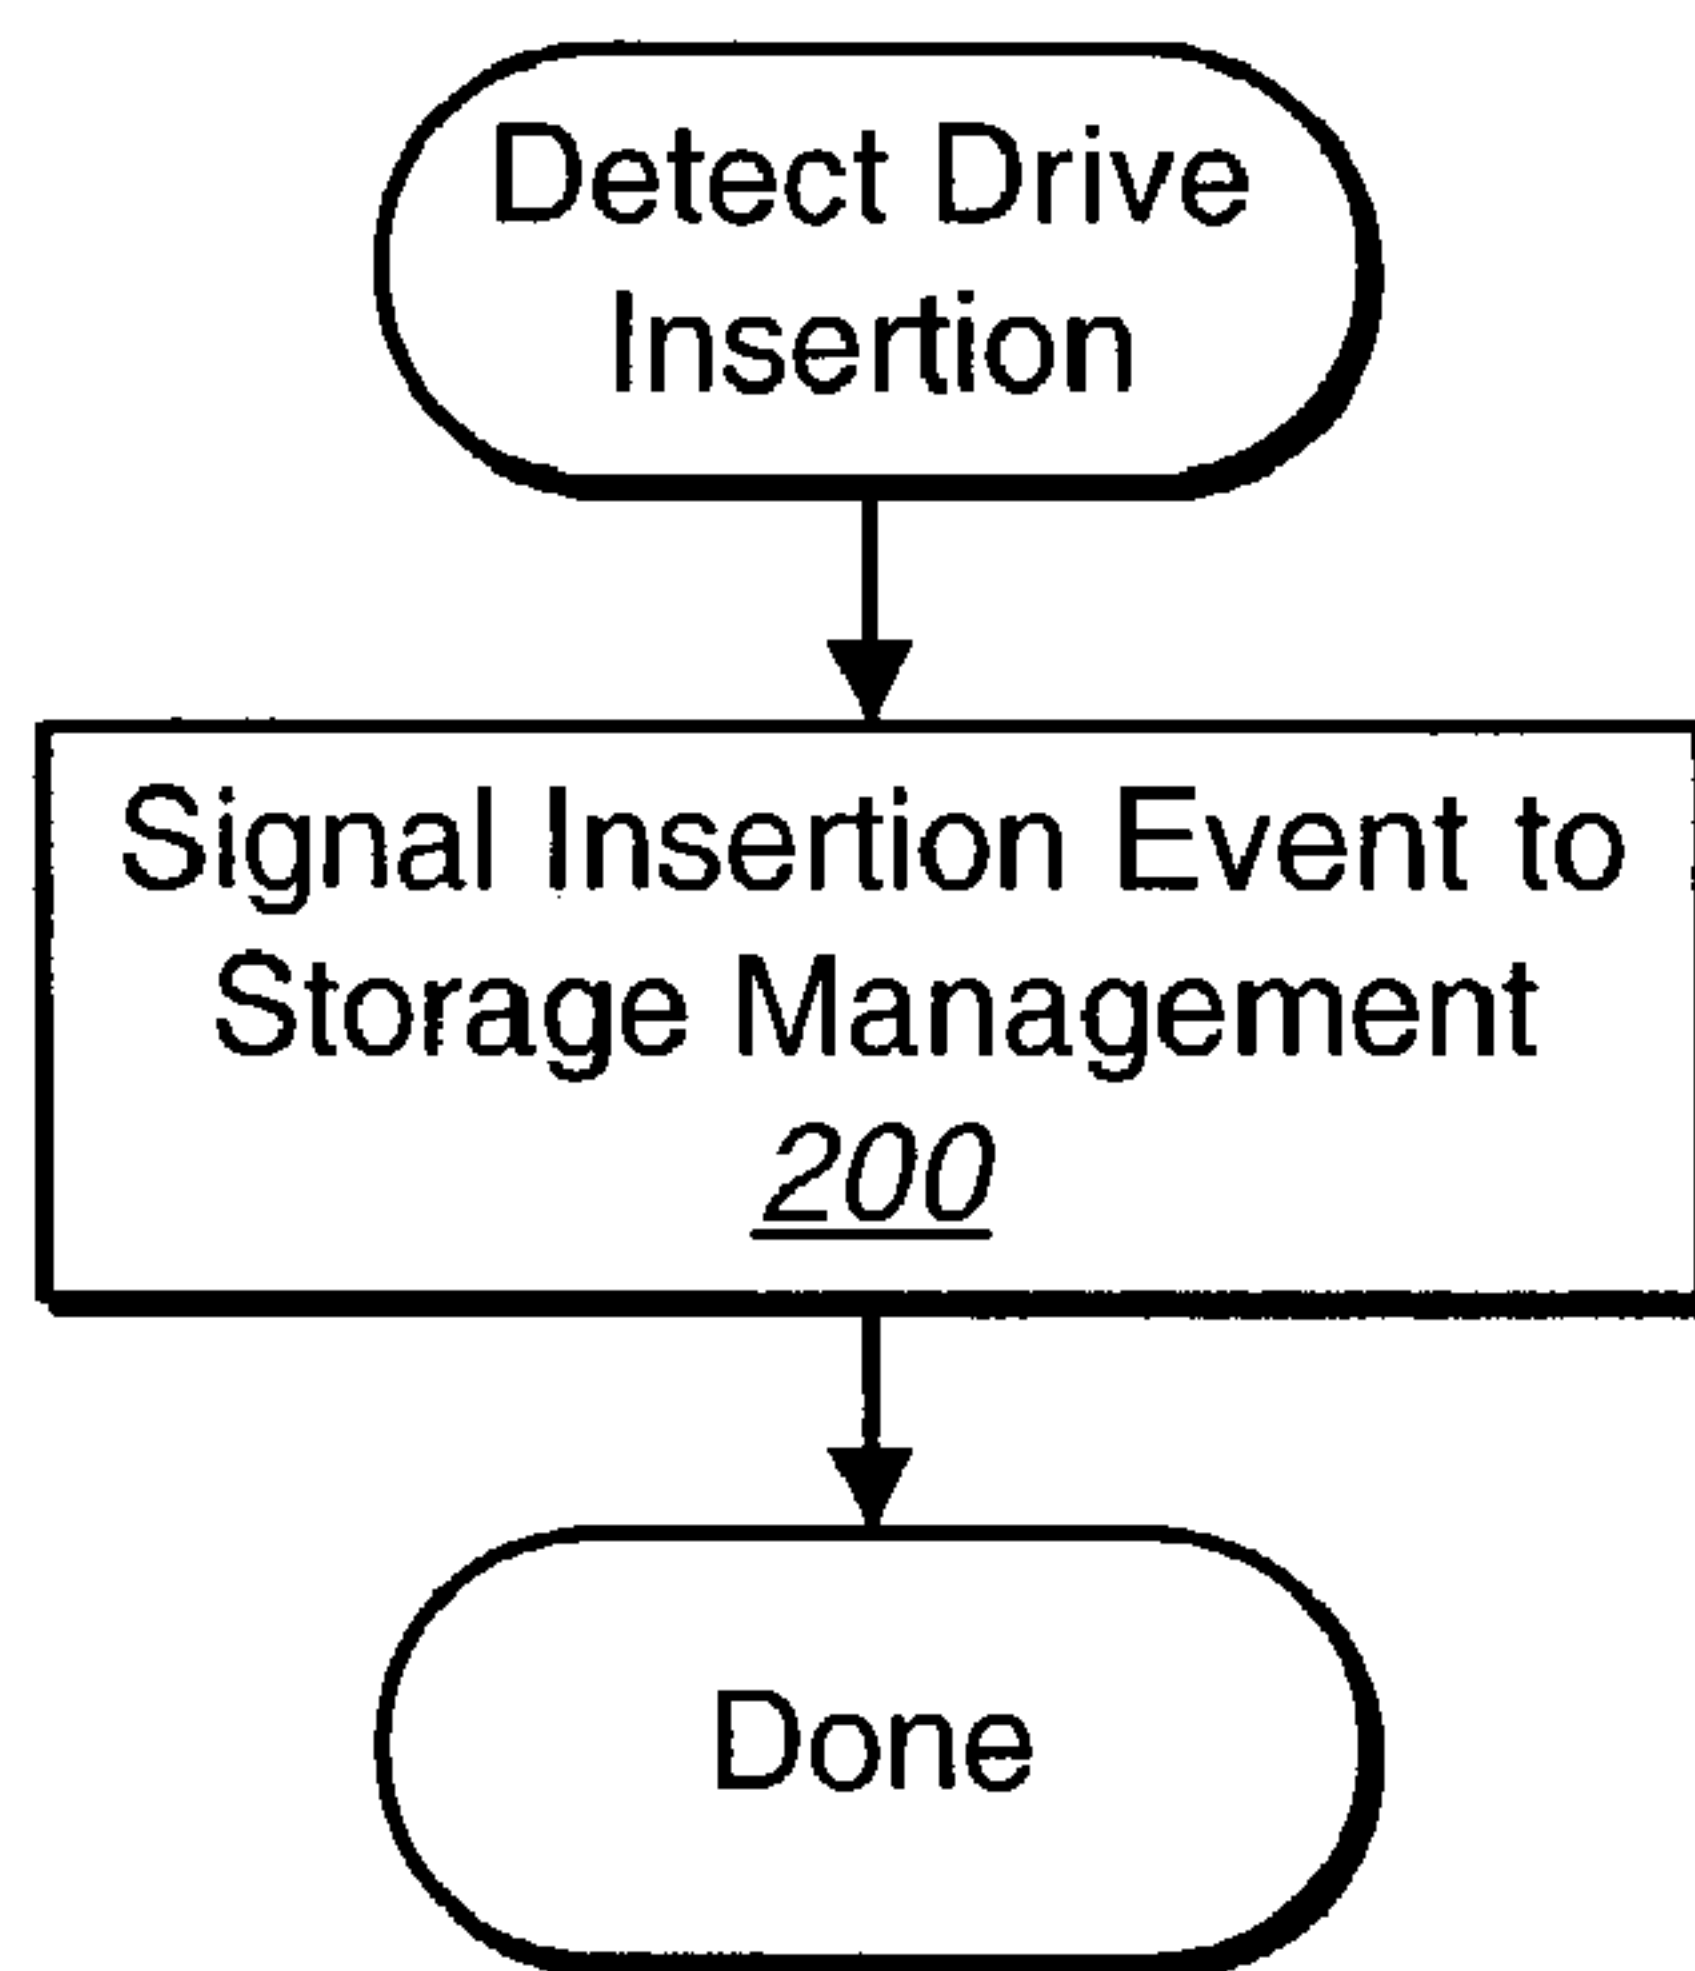 Detect Drive
Insertion
Signal Insertion Event to
Storage Management
200
Done